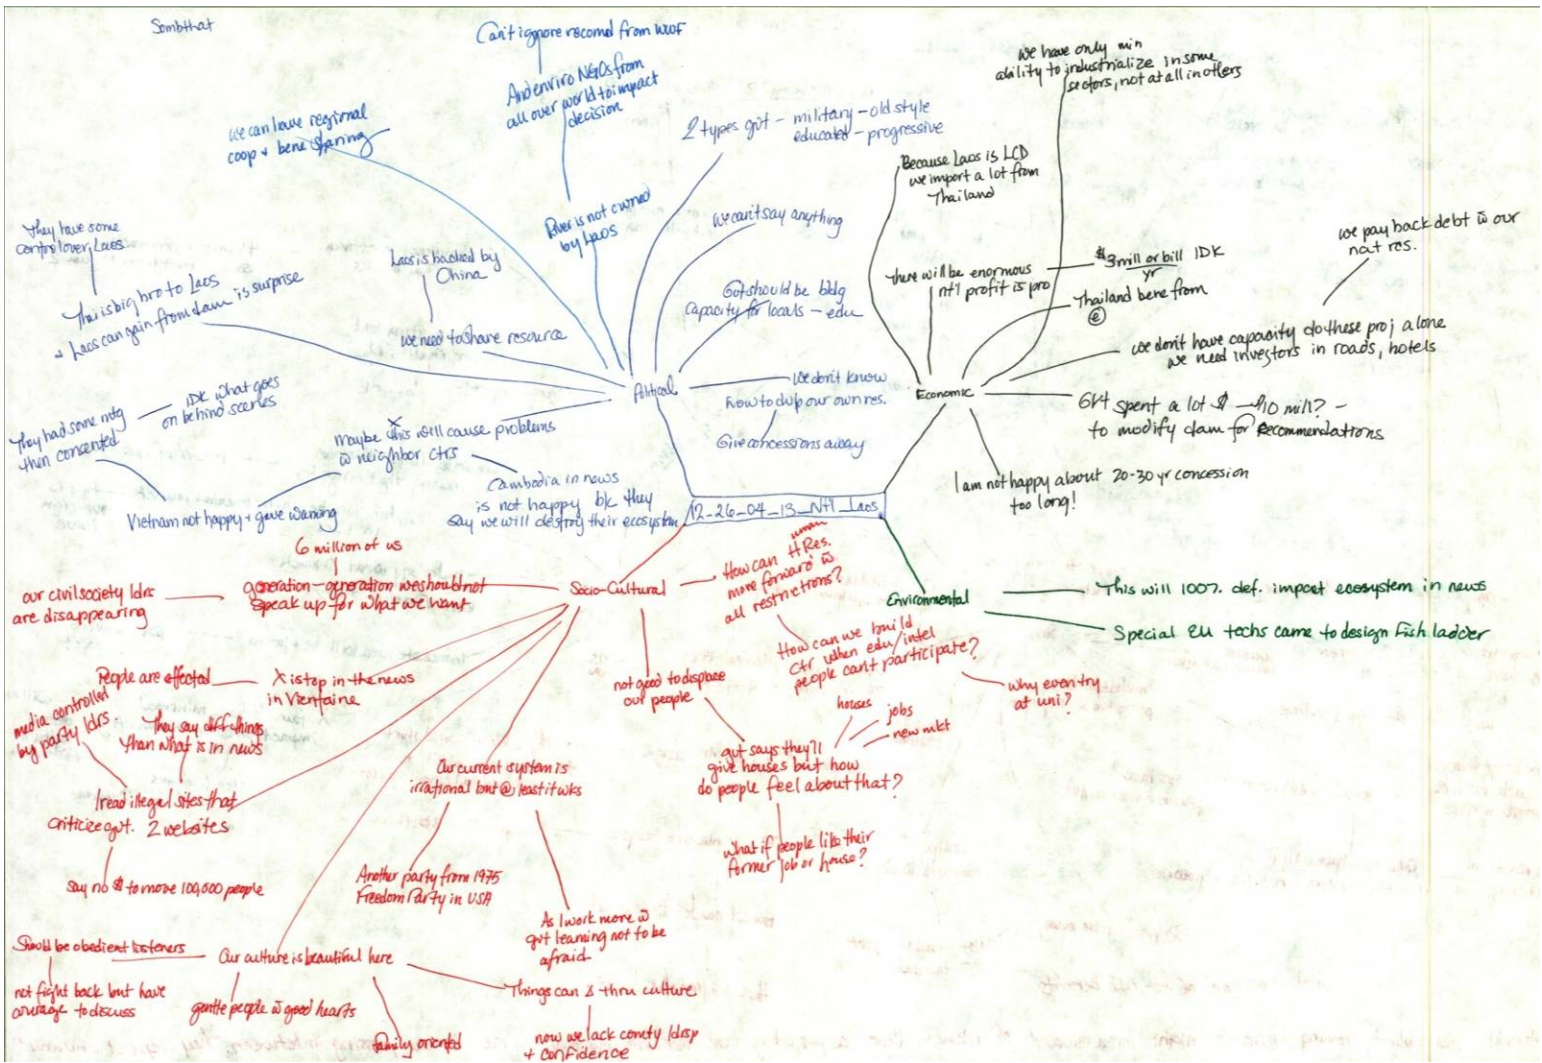 Sombthat
Can't ignore recomd from WWF
And enviro NGOs from
all over world to impact
decision
River is not owned
by Laos
we can have regional
coop + bene sharing
2 types gvt - military - old style
educated - progressive
we can't say anything
Gvt should be bldg
capacity for locals - edu
They have some
control over Laos
Thai is big bro to Laos
+ Laos can gain from dam is surprise
Laos is backed by
China
we need to share resource
Political
we don't know
how to dvlp our own res.
Give concessions away
IDK what goes
on behind scenes
They had some mtg
then consented
maybe this will cause problems
w neighbor ctrs
Vietnam not happy + gave warning
Cambodia in news
is not happy bk they
say we will destroy their ecosystem
12_26_04_13_Nt'l_Laos
we have only min
ability to industrialize in some
sectors, not at all in others
Because Laos is LCD
we import a lot from
Thailand
there will be enormous
nt'l profit is pro
$3 mill or bill IDK
yr
Thailand bene from
ⓔ
we pay back debt w our
nat res.
we don't have capacity do these proj alone
we need investors in roads, hotels
Economic
Gvt spent a lot $ - $10 mill? -
to modify dam for Recommendations
I am not happy about 20-30 yr concession
too long!
Environmental
This will 100% def. impact ecosystem in news
Special EU techs came to design Fish ladder
Socio-Cultural
6 million of us
generation - generation we should not
speak up for what we want
our civil society ldrs
are disappearing
How can H Res.
uman
more forward w
all restrictions?
How can we build
ctr when edu/intel
people can't participate?
why even try
at uni?
not good to displase
our people
houses
jobs
new mkt
gvt says they'll
give houses but how
do people feel about that?
what if people like their
former job or house?
People are effected
X is top in the news
in Vientaine
media controlled
by party ldrs.
They say diff things
than what is in news
I read illegal sites that
criticize gvt. 2 websites
say no $ to move 100,000 people
Our current system is
irrational but @ least it wks
Another party from 1975
Freedom Party in USA
As I work more w
gvt learning not to be
afraid
Should be obedient listeners
not fight back but have
courage to discuss
Our culture is beautiful here
gentle people w good hearts
family oriented
Things can Δ thru culture
now we lack comty ldrsp
+ confidence